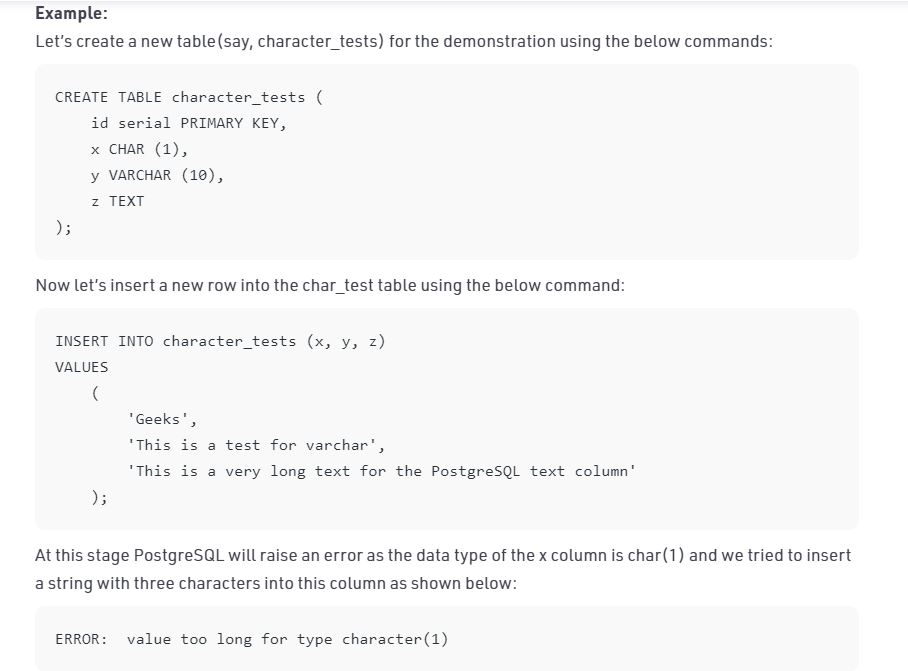 Example:
Let's create a new table(say, character_tests) for the demonstration using the below commands:
CREATE TABLE character_tests (
id serial PRIMARY KEY,
x CHAR (1),
y VARCHAR (10),
z TEXT
);
Now let's insert a new row into the char_test table using the below command:
INSERT INTO character_tests (x, y, z)
VALUES
(
'Geeks',
'This is a test for varchar',
'This is a very long text for the PostgreSQL text column'
);
At this stage PostgreSQL will raise an error as the data type of the x column is char(1) and we tried to insert
a string with three characters into this column as shown below:
ERROR:  value too long for type character(1)